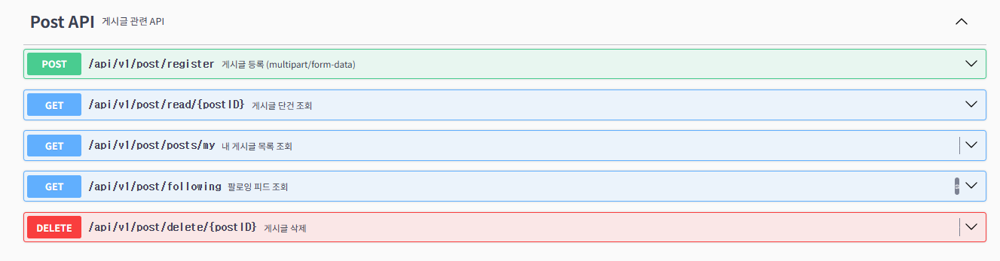 Post API 게시글 관련 API
POST /api/v1/post/register 게시글 등록 (multipart/form-data)
GET /api/v1/post/read/{postID} 게시글 단건 조회
GET /api/v1/post/posts/my 내 게시글 목록 조회
GET /api/v1/post/following 팔로잉 피드 조회
DELETE /api/v1/post/delete/{postID} 게시글 삭제